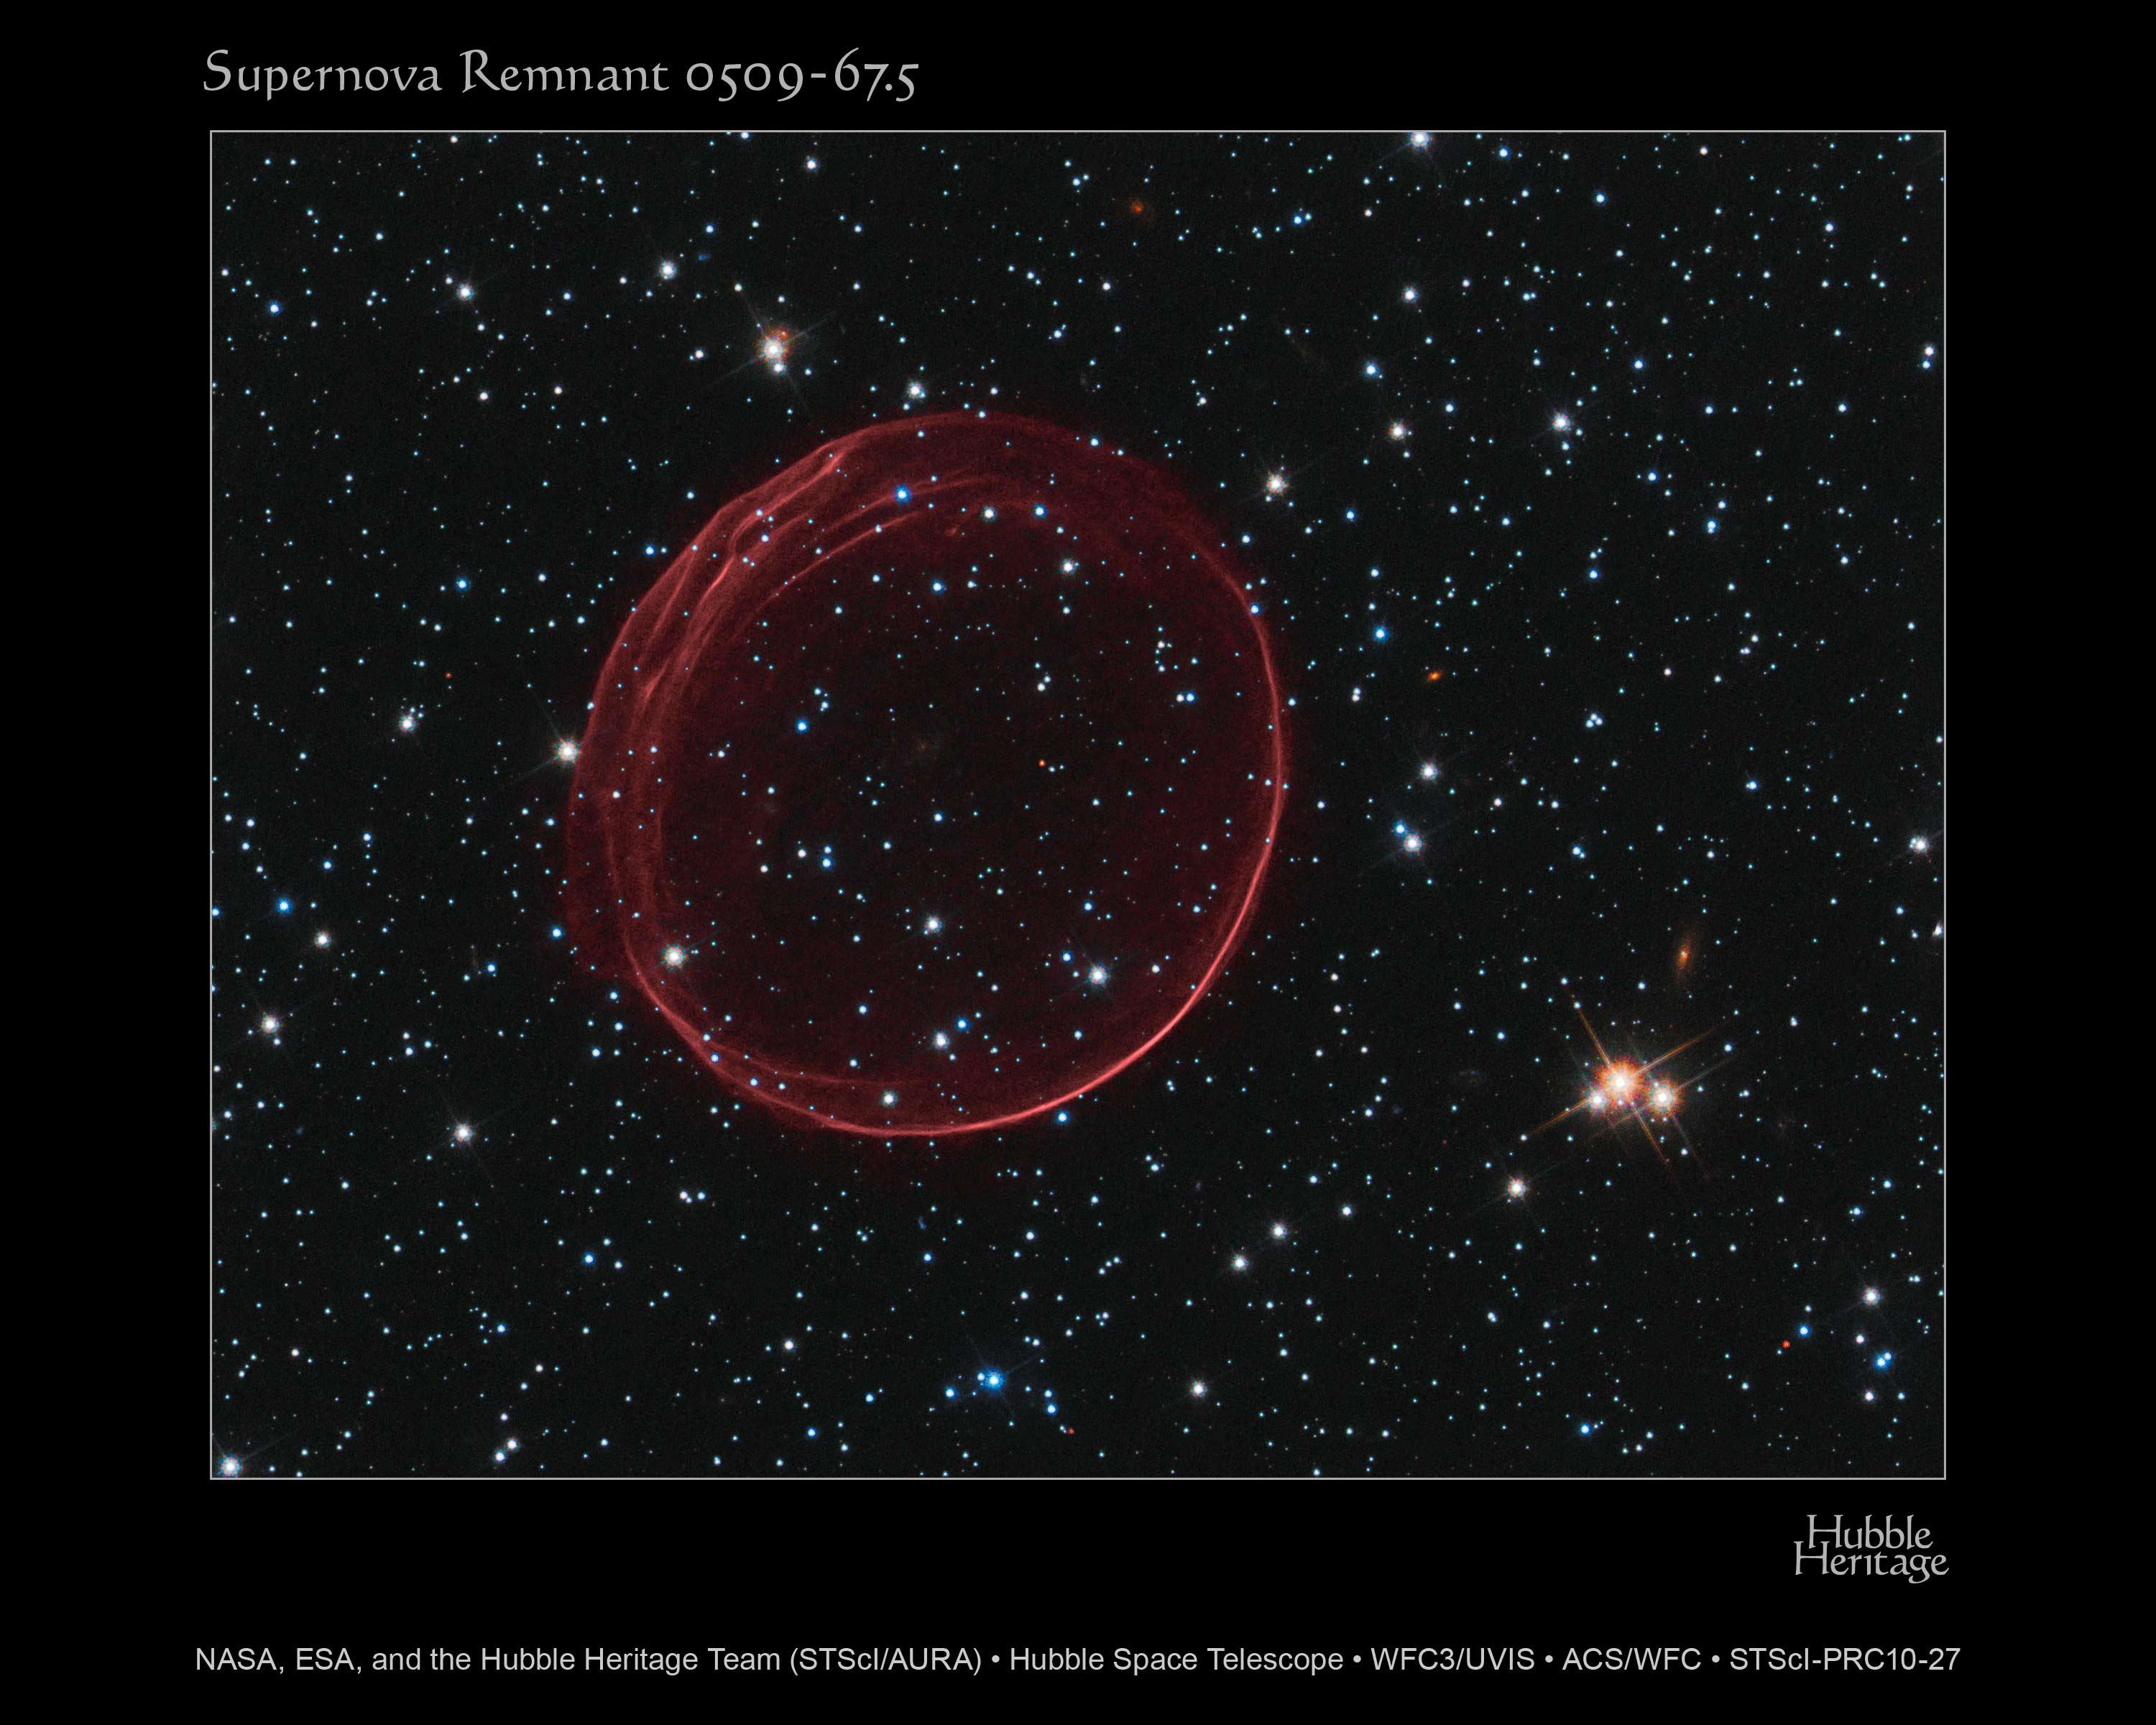 Supernova Remnant 0509-67.5
Hubble
Heritage
NASA, ESA, and the Hubble Heritage Team (STScI/AURA) • Hubble Space Telescope • WFC3/UVIS • ACS/WFC • STScI-PRC10-27